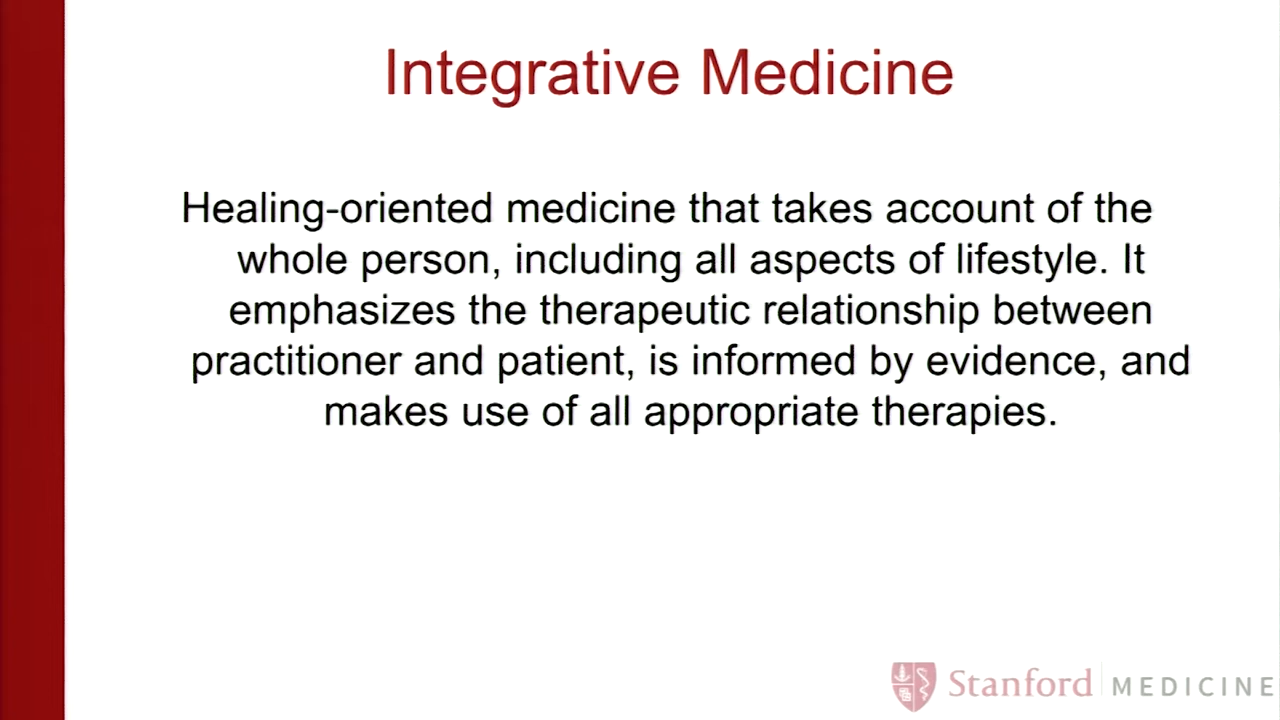 Integrative Medicine
Healing-oriented medicine that takes account of the
whole person, including all aspects of lifestyle. It
emphasizes the therapeutic relationship between
practitioner and patient, is informed by evidence, and
makes use of all appropriate therapies.
Stanford MEDICINE